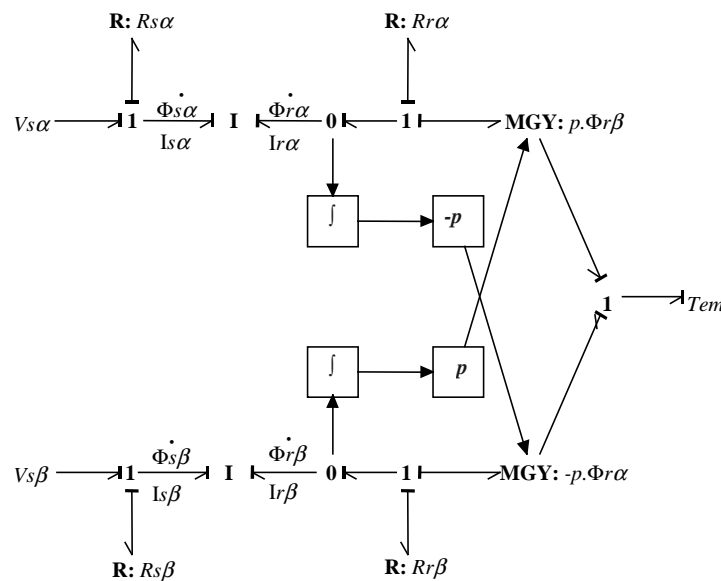 R: Rsα
R: Rrα
Vsα 1 Φ̇sα I Φ̇rα 0 1 MGY: p.Φrβ
Isα Irα
∫ -p
1 Tem
∫ p
Vsβ 1 Φ̇sβ I Φ̇rβ 0 1 MGY: -p.Φrα
Isβ Irβ
R: Rsβ
R: Rrβ